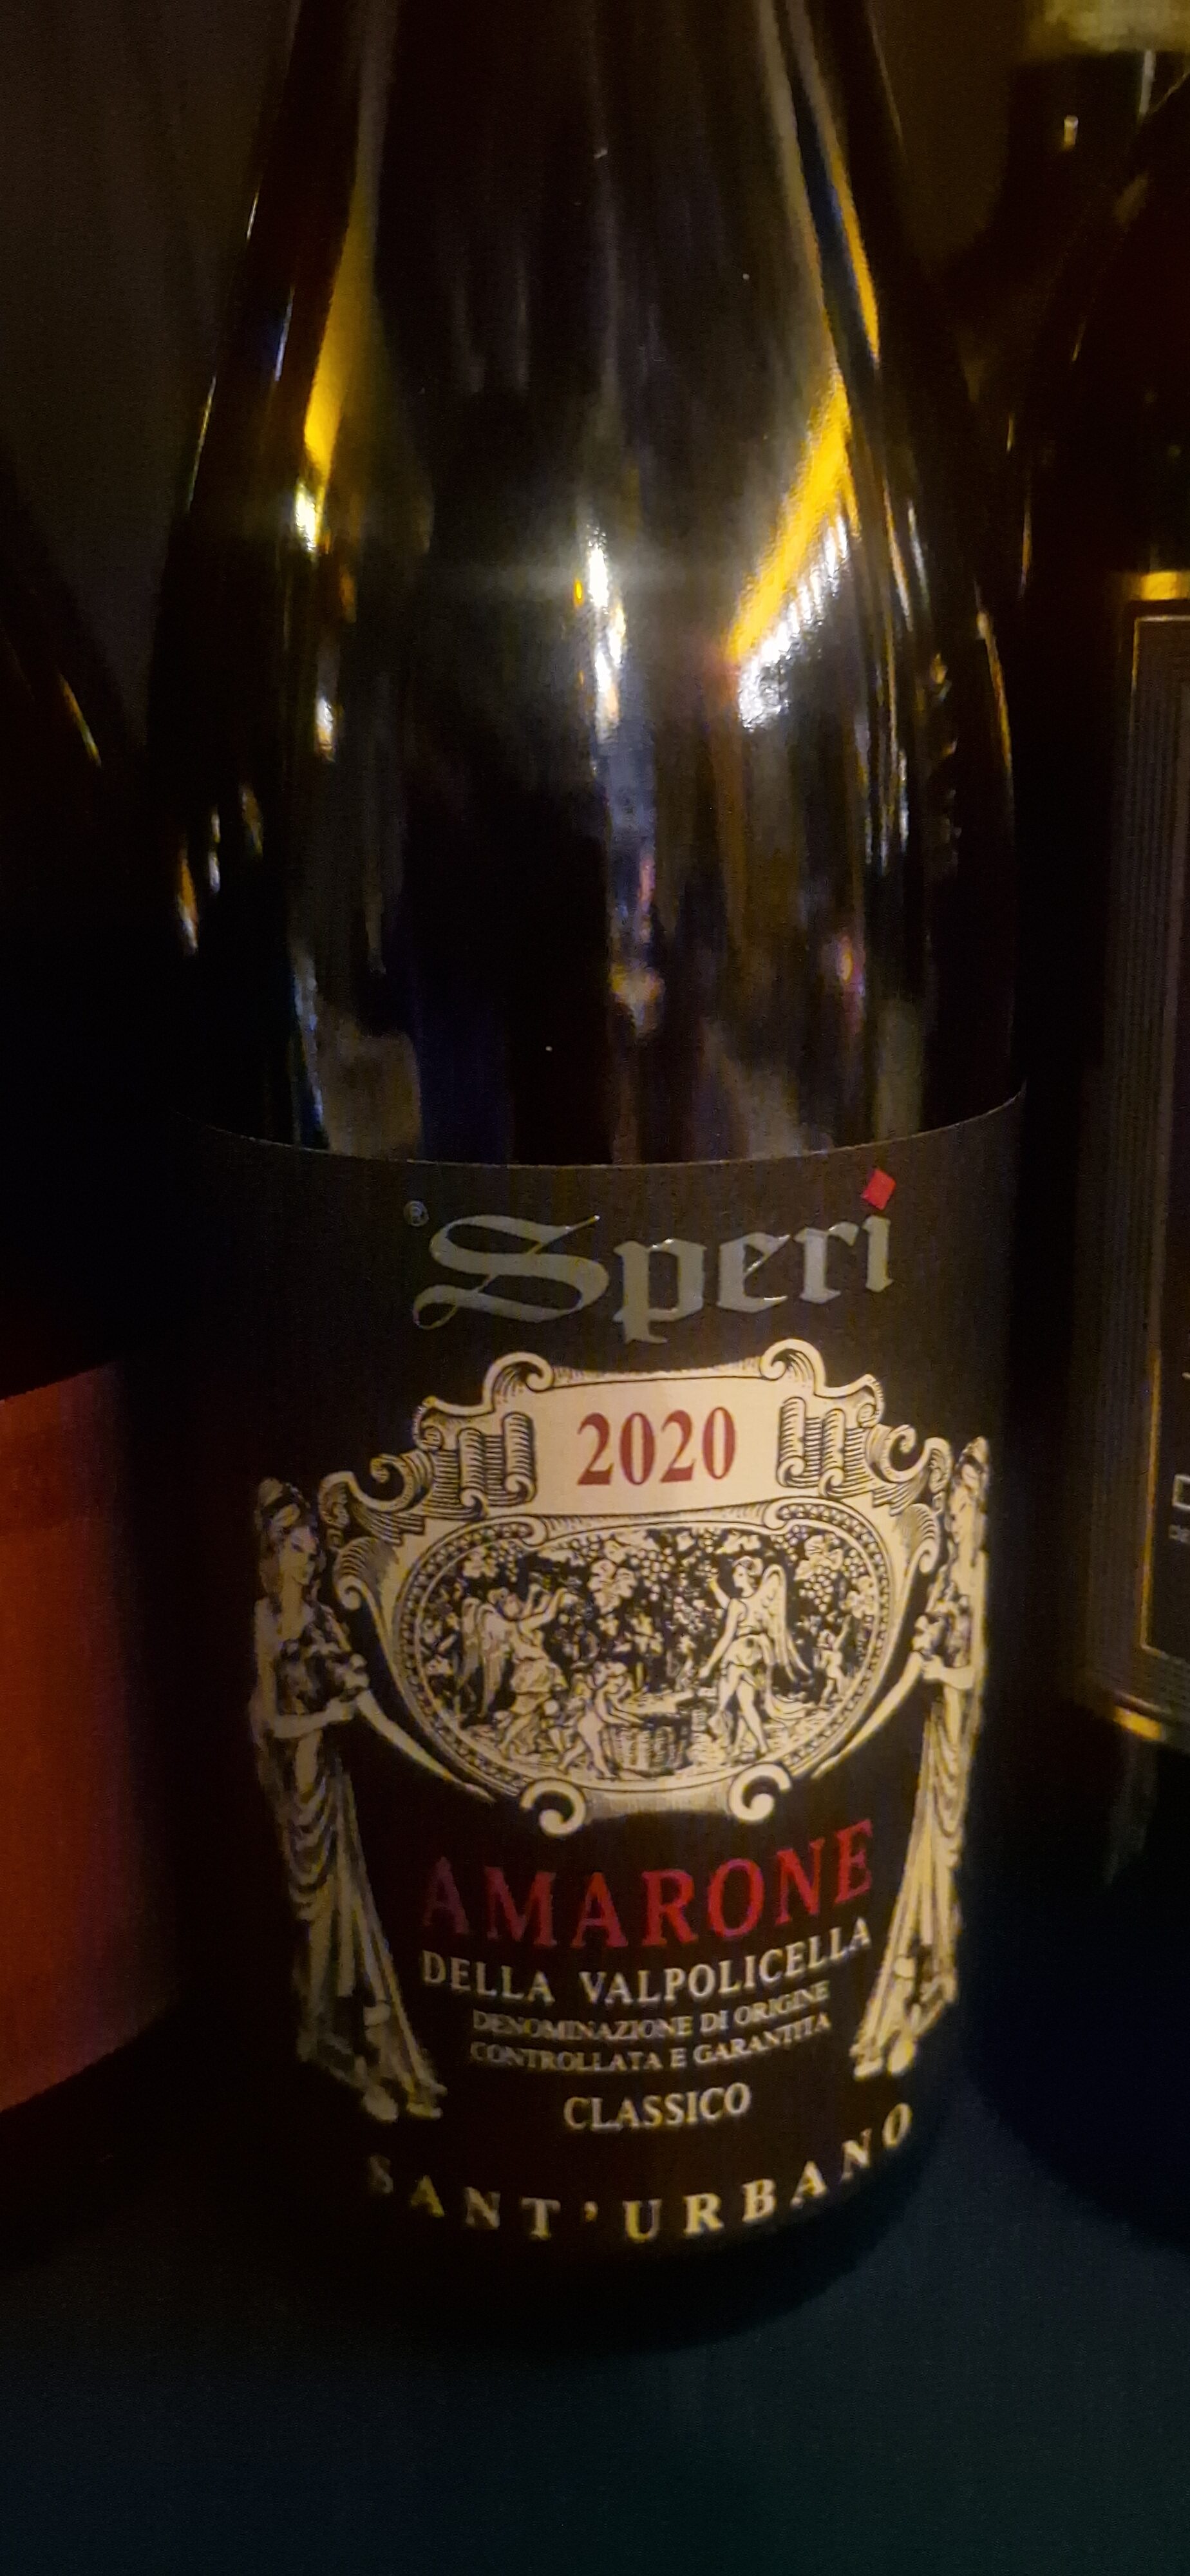 ® Speri
2020
AMARONE
DELLA VALPOLICELLA
DENOMINAZIONE DI ORIGINE
CONTROLLATA E GARANTITA
CLASSICO
SANT'URBANO